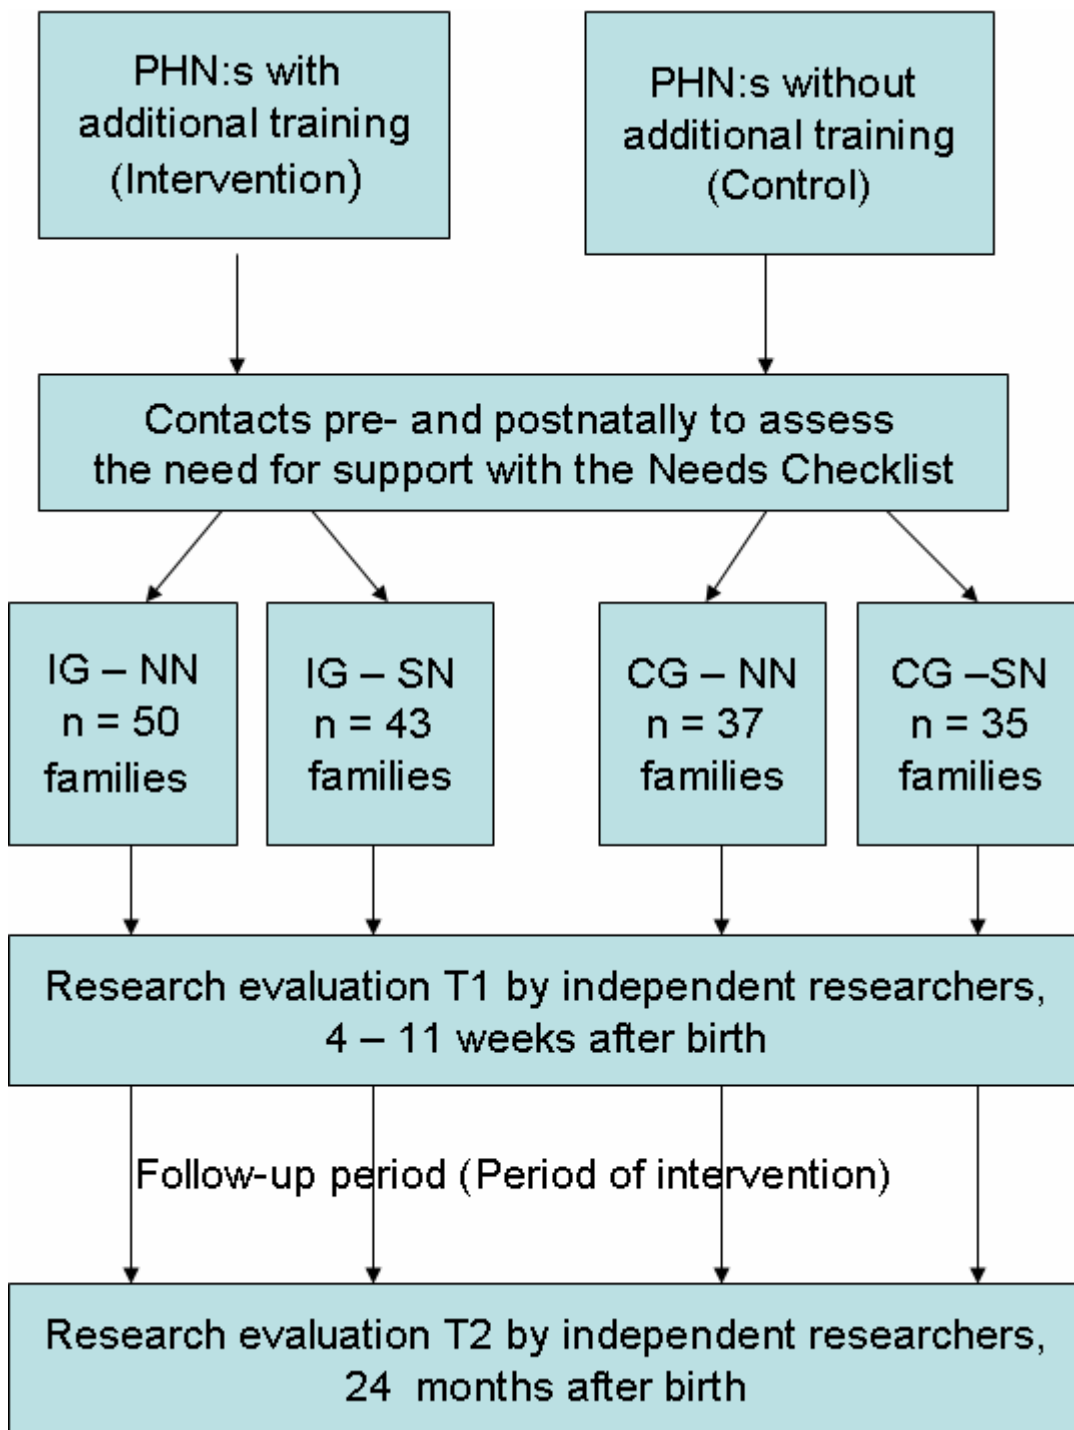 PHN:s with
additional training
(Intervention)
PHN:s without
additional training
(Control)
Contacts pre- and postnatally to assess
the need for support with the Needs Checklist
IG – NN
n = 50
families
IG – SN
n = 43
families
CG – NN
n = 37
families
CG –SN
n = 35
families
Research evaluation T1 by independent researchers,
4 – 11 weeks after birth
Follow-up period (Period of intervention)
Research evaluation T2 by independent researchers,
24 months after birth